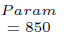 Param
= 850